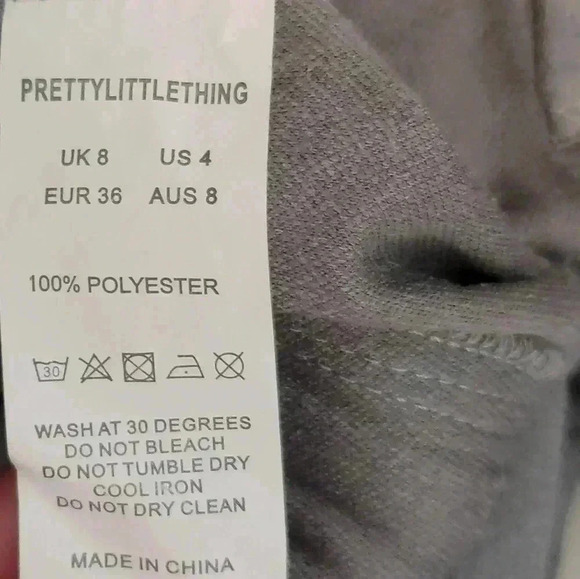 PRETTYLITTLETHING
UK 8 US 4
EUR 36 AUS 8
100% POLYESTER
30
WASH AT 30 DEGREES
DO NOT BLEACH
DO NOT TUMBLE DRY
COOL IRON
DO NOT DRY CLEAN
MADE IN CHINA